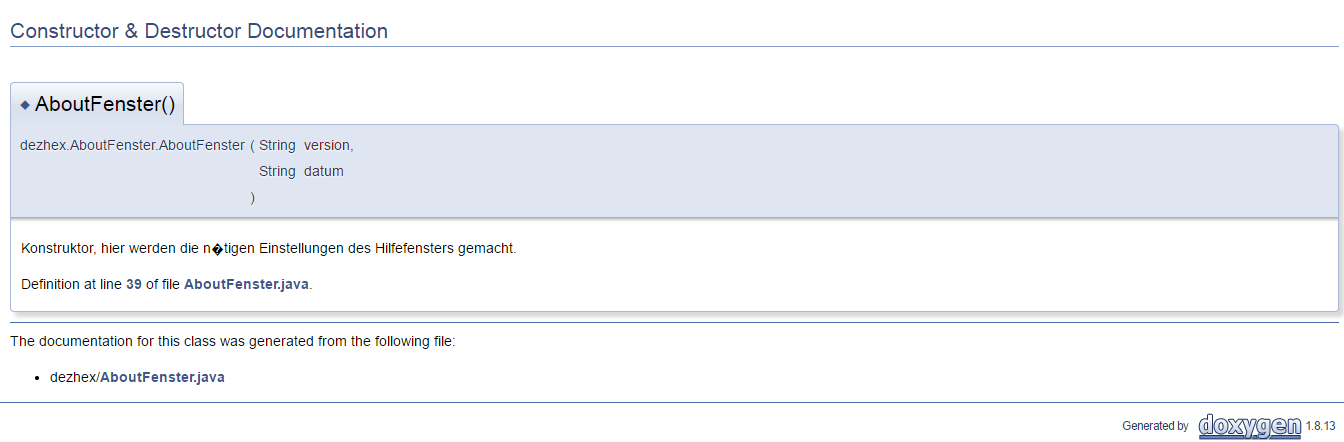 Constructor & Destructor Documentation
◆ AboutFenster()
dezhex.AboutFenster.AboutFenster ( String version,
String datum
)
Konstruktor, hier werden die n�tigen Einstellungen des Hilfefensters gemacht.
Definition at line 39 of file AboutFenster.java.
The documentation for this class was generated from the following file:
• dezhex/AboutFenster.java
Generated by doxygen 1.8.13